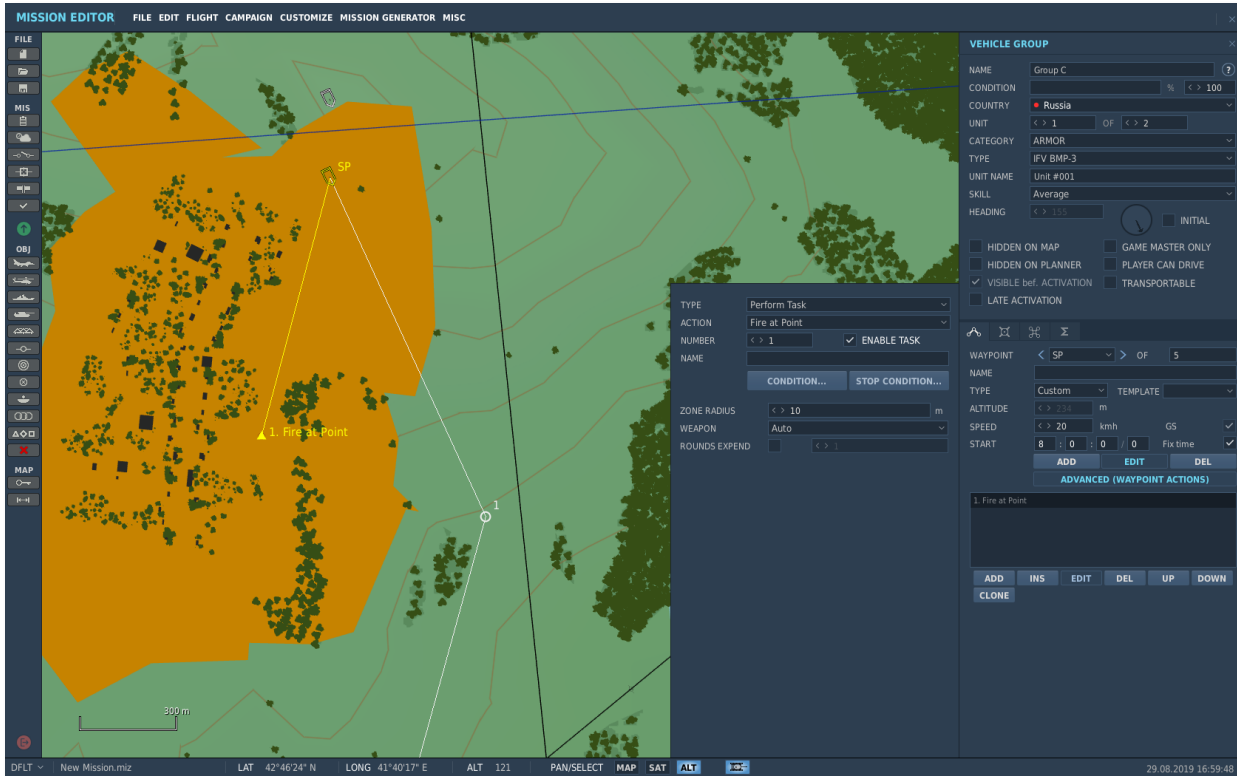 MISSION EDITOR FILE EDIT FLIGHT CAMPAIGN CUSTOMIZE MISSION GENERATOR MISC
FILE
MIS
OBJ
MAP
SP
1. Fire at Point
1
300 m
TYPE Perform Task
ACTION Fire at Point
NUMBER < > 1 ENABLE TASK
NAME
CONDITION... STOP CONDITION...
ZONE RADIUS < > 10 m
WEAPON Auto
ROUNDS EXPEND < > 1
VEHICLE GROUP
NAME Group C ?
CONDITION % < > 100
COUNTRY Russia
UNIT < > 1 OF < > 2
CATEGORY ARMOR
TYPE IFV BMP-3
UNIT NAME Unit #001
SKILL Average
HEADING < > 155 INITIAL
HIDDEN ON MAP GAME MASTER ONLY
HIDDEN ON PLANNER PLAYER CAN DRIVE
VISIBLE bef. ACTIVATION TRANSPORTABLE
LATE ACTIVATION
WAYPOINT < SP > OF 5
NAME
TYPE Custom TEMPLATE
ALTITUDE < > 234 m
SPEED < > 20 kmh GS
START 8 : 0 : 0 / 0 Fix time
ADD EDIT DEL
ADVANCED (WAYPOINT ACTIONS)
1. Fire at Point
ADD INS EDIT DEL UP DOWN
CLONE
DFLT New Mission.miz LAT 42°46'24" N LONG 41°40'17" E ALT 121 PAN/SELECT MAP SAT ALT 29.08.2019 16:59:48